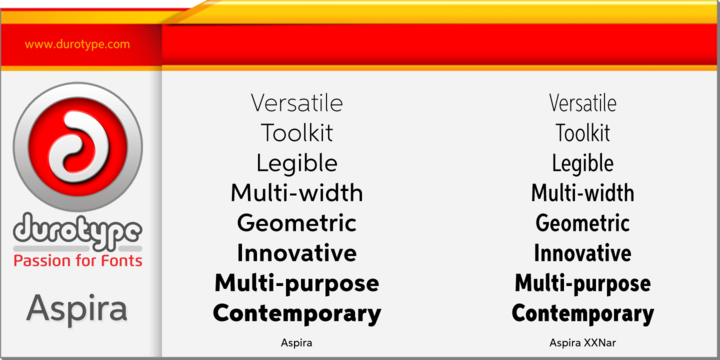 www.durotype.com
durotype
Passion for Fonts
Aspira
Versatile
Toolkit
Legible
Multi-width
Geometric
Innovative
Multi-purpose
Contemporary
Aspira
Versatile
Toolkit
Legible
Multi-width
Geometric
Innovative
Multi-purpose
Contemporary
Aspira XXNar